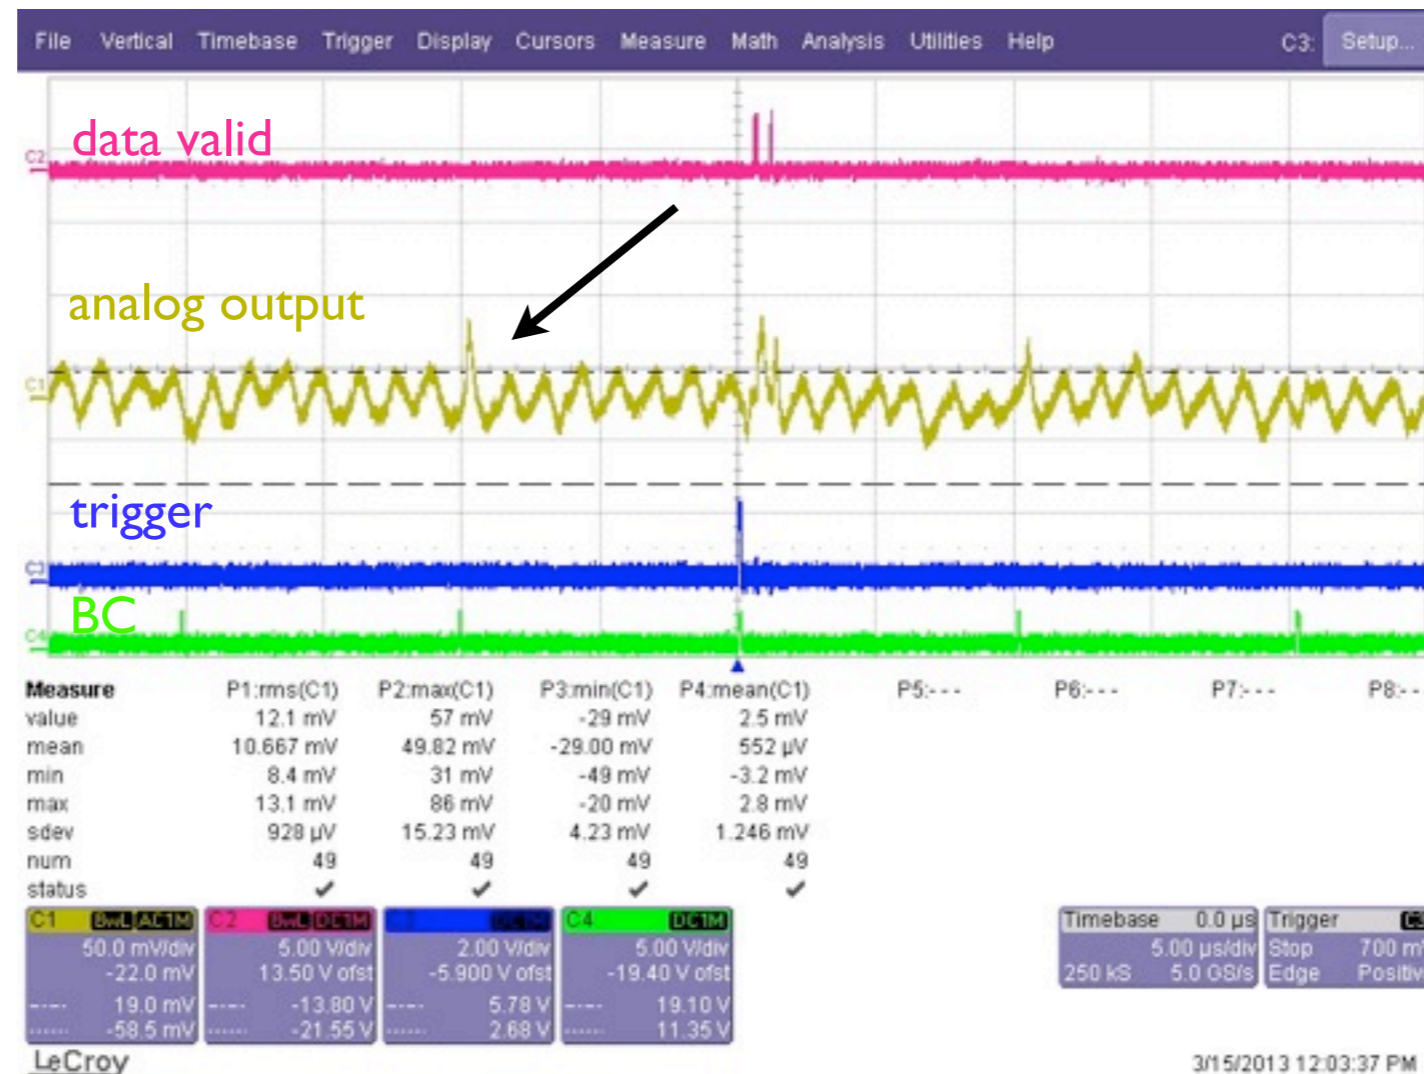 File Vertical Timebase Trigger Display Cursors Measure Math Analysis Utilities Help C3: Setup...
data valid
C2
analog output
C1
trigger
C3
BC
C4
Measure P1:rms(C1) P2:max(C1) P3:min(C1) P4:mean(C1) P5:--- P6:--- P7:--- P8:--
value 12.1 mV 57 mV -29 mV 2.5 mV
mean 10.667 mV 49.82 mV -29.00 mV 552 µV
min 8.4 mV 31 mV -49 mV -3.2 mV
max 13.1 mV 86 mV -20 mV 2.8 mV
sdev 928 µV 15.23 mV 4.23 mV 1.246 mV
num 49 49 49 49
status
C1 BwL AC1M C2 BwL DC1M C4 DC1M Timebase 0.0 µs Trigger
50.0 mV/div 5.00 V/div 2.00 V/div 5.00 V/div 5.00 µs/div Stop 700 m
-22.0 mV 13.50 V ofst -5.900 V ofst -19.40 V ofst 250 kS 5.0 GS/s Edge Positiv
19.0 mV -13.80 V 5.78 V 19.10 V
-58.5 mV -21.55 V 2.68 V 11.35 V
LeCroy 3/15/2013 12:03:37 PM